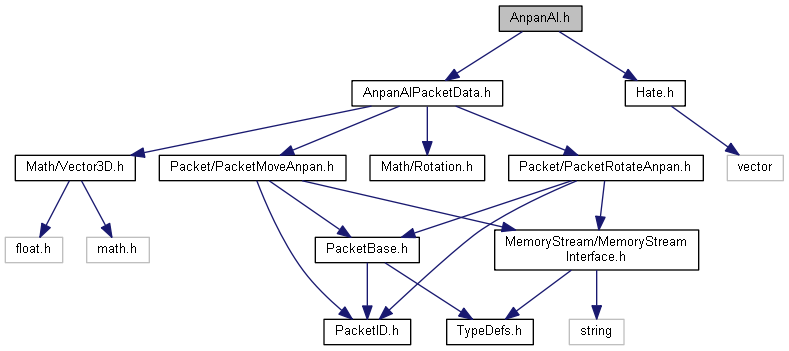 AnpanAI.h
AnpanAIPacketData.h
Hate.h
Math/Vector3D.h
Packet/PacketMoveAnpan.h
Math/Rotation.h
Packet/PacketRotateAnpan.h
vector
float.h
math.h
PacketBase.h
MemoryStream/MemoryStream
Interface.h
PacketID.h
TypeDefs.h
string